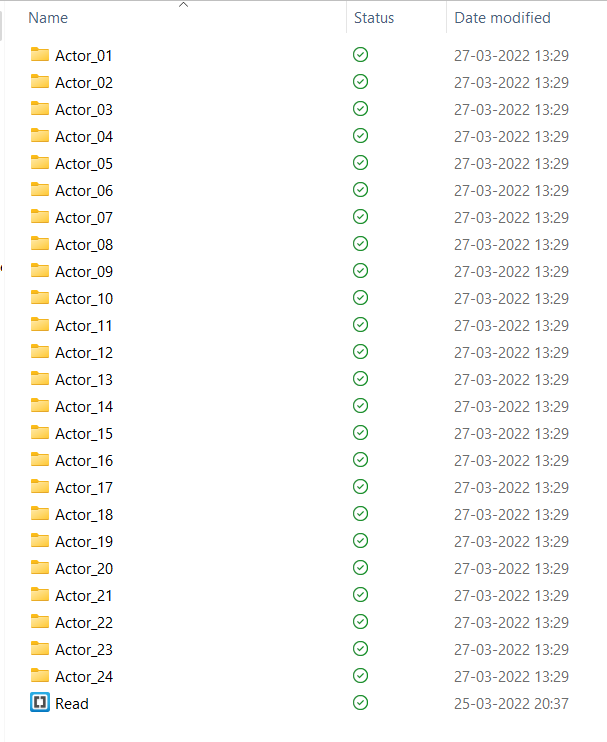 Name Status Date modified
Actor_01 27-03-2022 13:29
Actor_02 27-03-2022 13:29
Actor_03 27-03-2022 13:29
Actor_04 27-03-2022 13:29
Actor_05 27-03-2022 13:29
Actor_06 27-03-2022 13:29
Actor_07 27-03-2022 13:29
Actor_08 27-03-2022 13:29
Actor_09 27-03-2022 13:29
Actor_10 27-03-2022 13:29
Actor_11 27-03-2022 13:29
Actor_12 27-03-2022 13:29
Actor_13 27-03-2022 13:29
Actor_14 27-03-2022 13:29
Actor_15 27-03-2022 13:29
Actor_16 27-03-2022 13:29
Actor_17 27-03-2022 13:29
Actor_18 27-03-2022 13:29
Actor_19 27-03-2022 13:29
Actor_20 27-03-2022 13:29
Actor_21 27-03-2022 13:29
Actor_22 27-03-2022 13:29
Actor_23 27-03-2022 13:29
Actor_24 27-03-2022 13:29
Read 25-03-2022 20:37